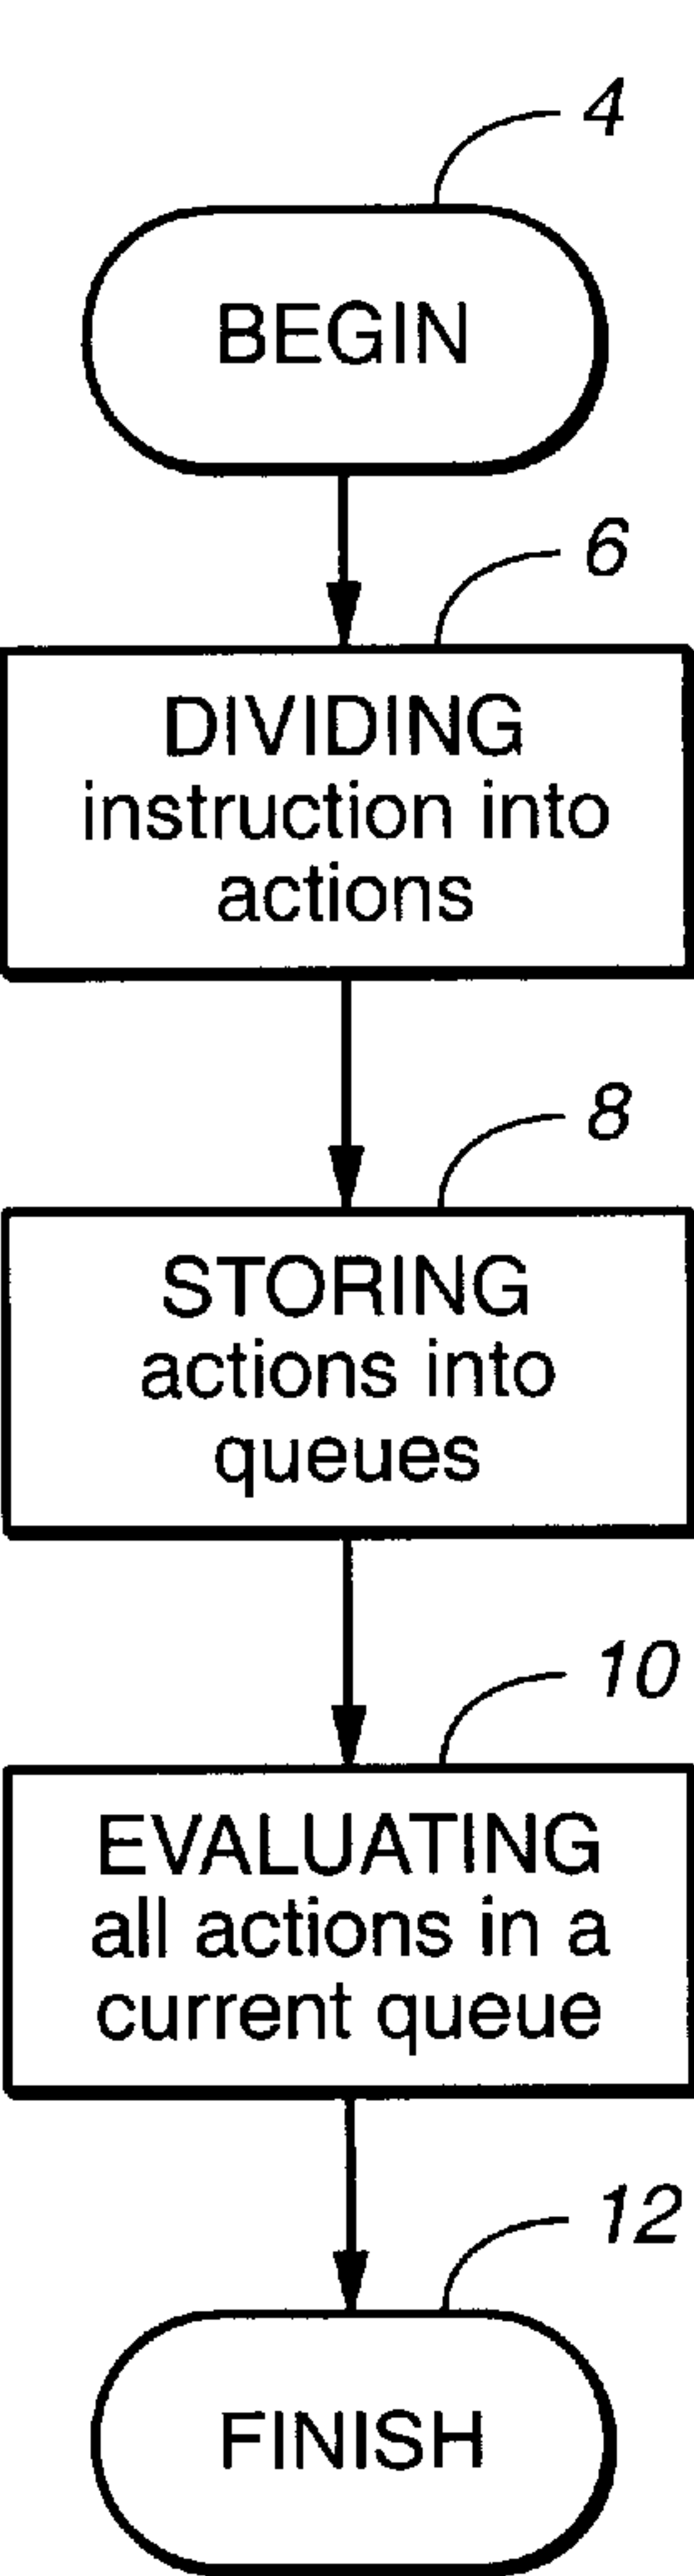 4
BEGIN
6
DIVIDING
instruction into
actions
8
STORING
actions into
queues
10
EVALUATING
all actions in a
current queue
12
FINISH